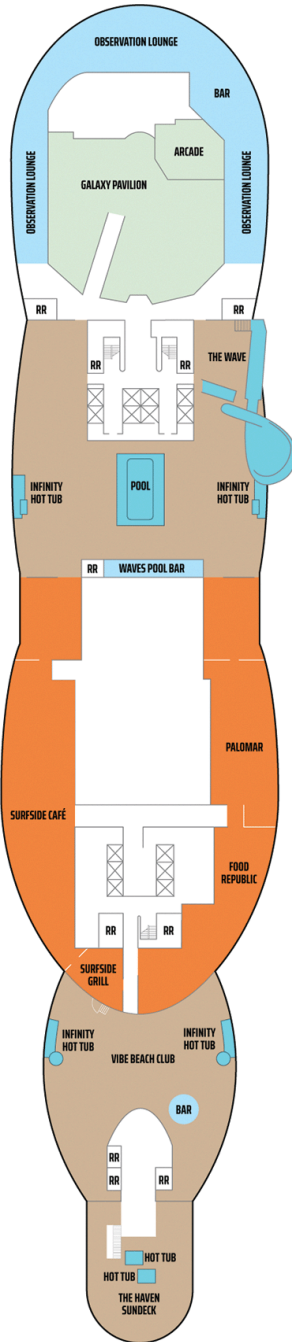 OBSERVATION LOUNGE
BAR
ARCADE
OBSERVATION LOUNGE
GALAXY PAVILION
OBSERVATION LOUNGE
RR
RR
THE WAVE
RR
RR
INFINITY
HOT TUB
POOL
INFINITY
HOT TUB
RR
WAVES POOL BAR
PALOMAR
SURFSIDE CAFÉ
FOOD
REPUBLIC
RR
RR
SURFSIDE
GRILL
INFINITY
HOT TUB
INFINITY
HOT TUB
VIBE BEACH CLUB
BAR
RR
RR
RR
HOT TUB
HOT TUB
THE HAVEN
SUNDECK